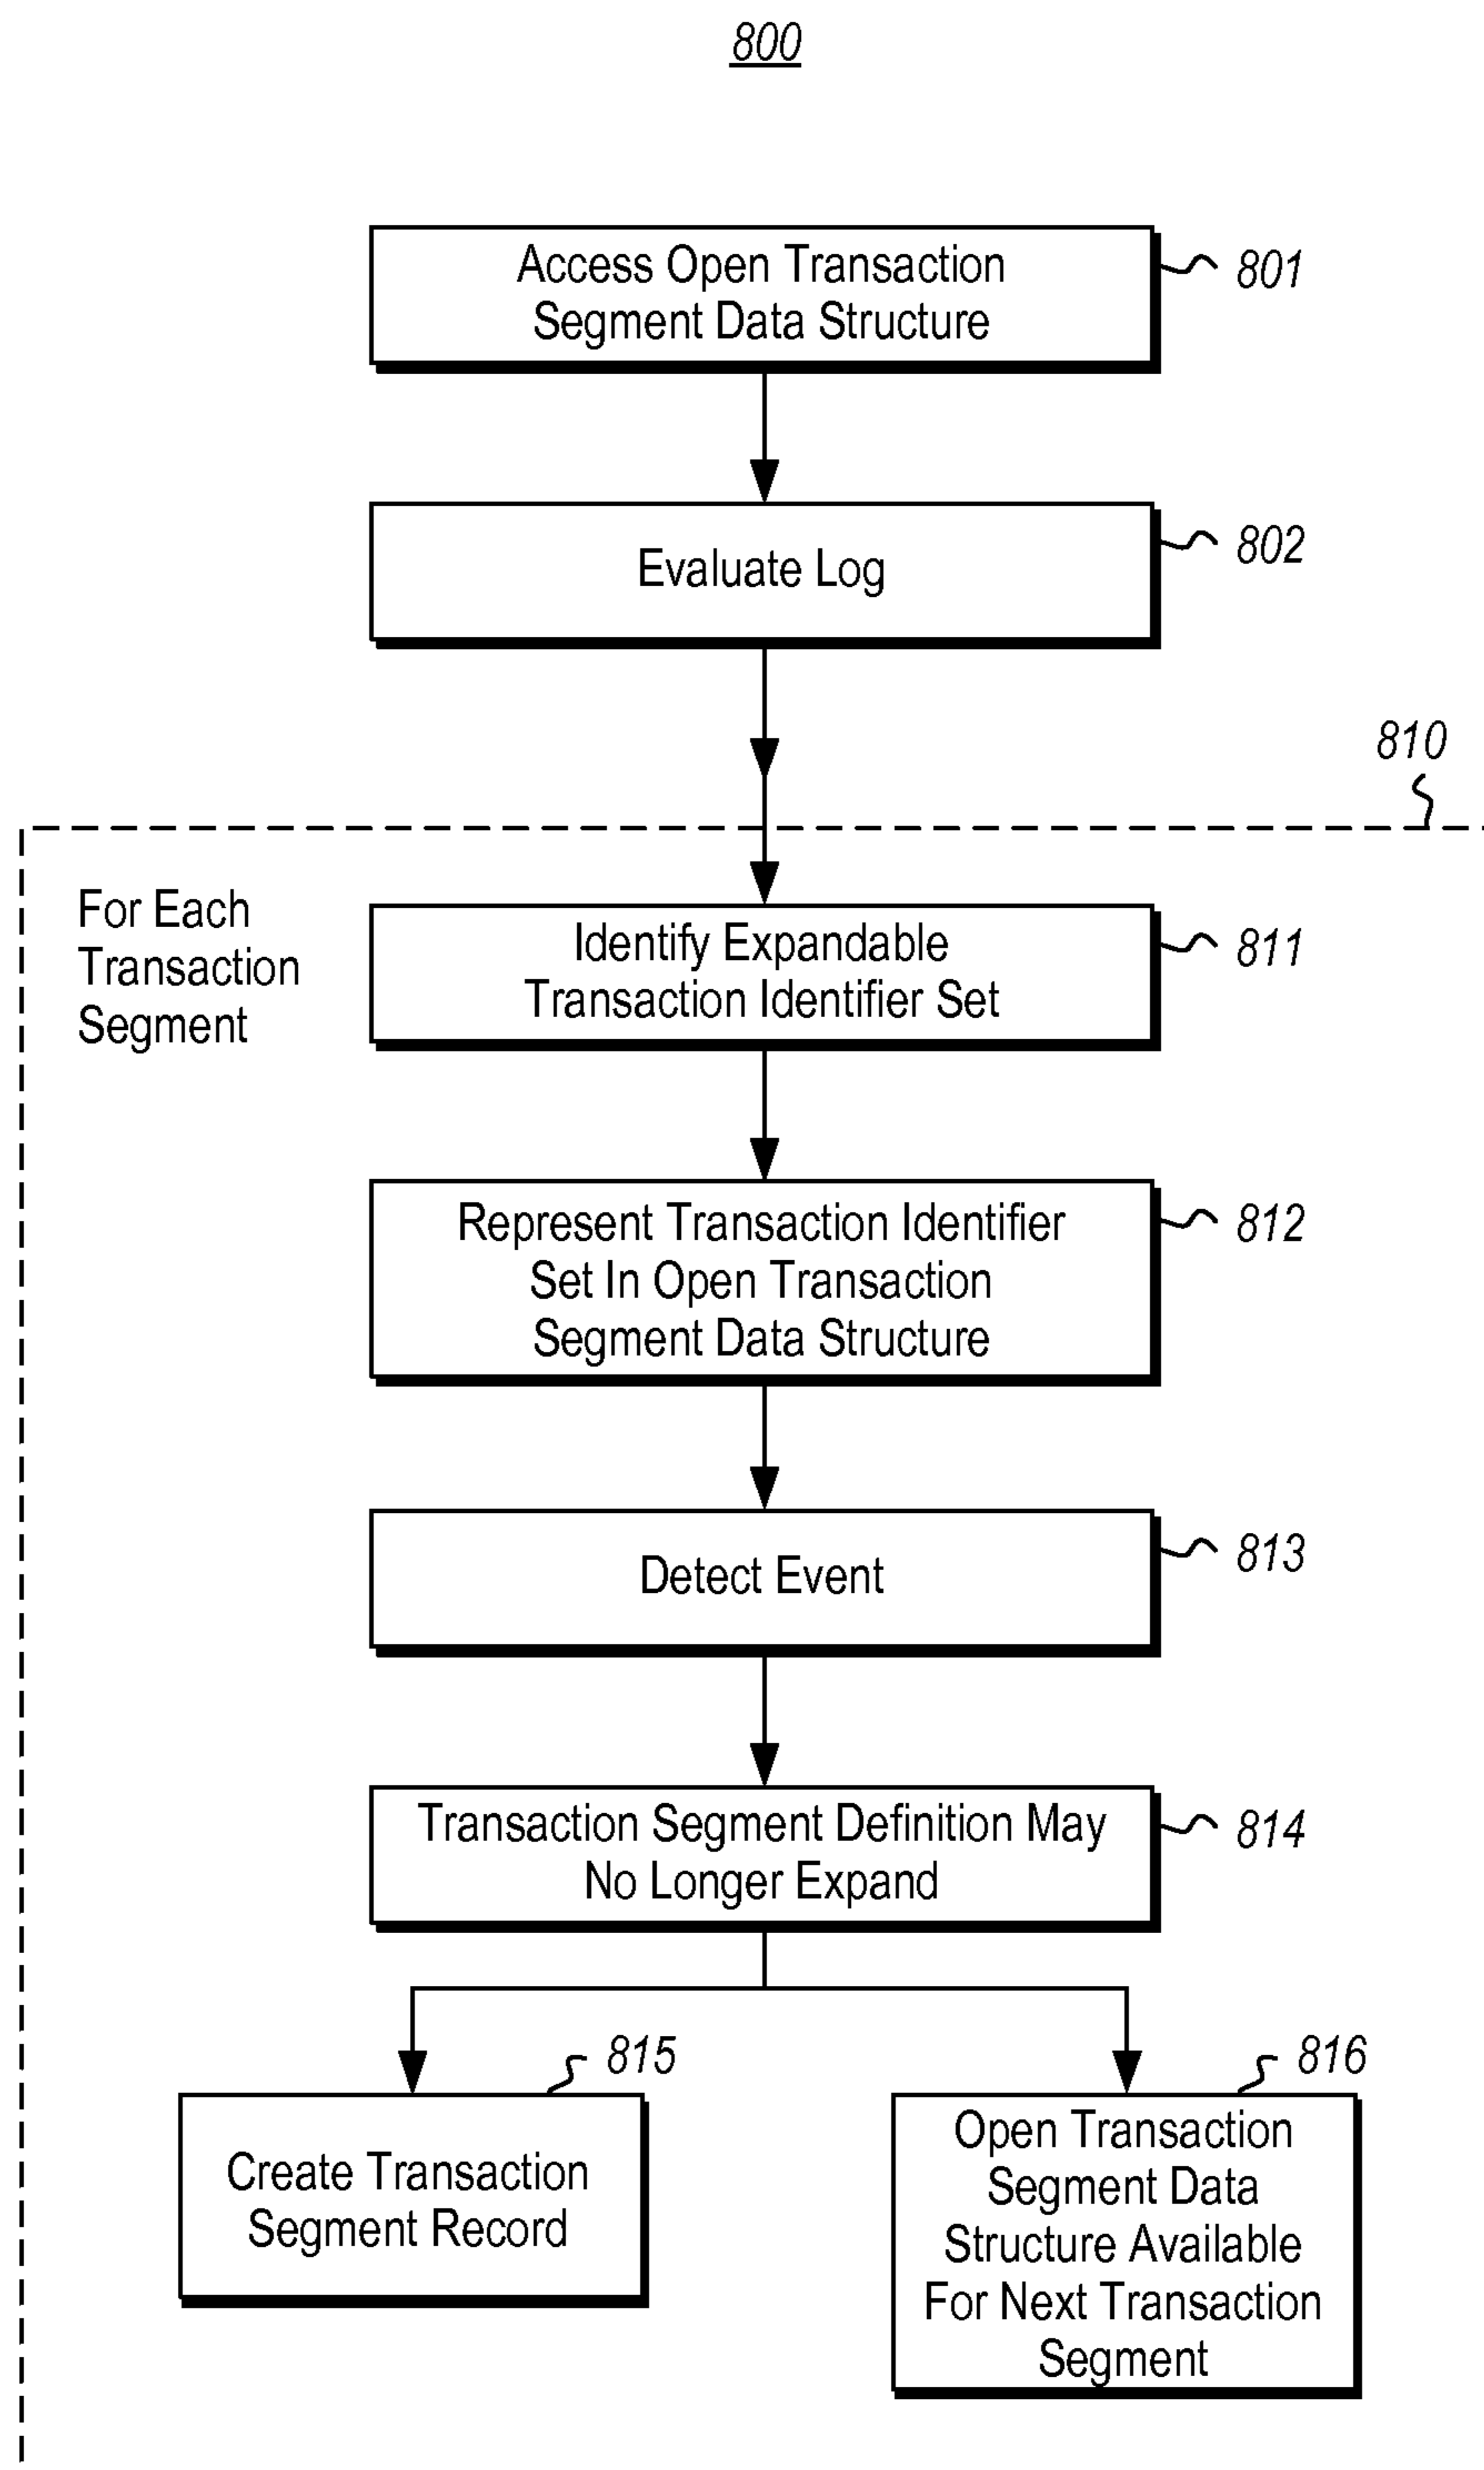 800
Access Open Transaction
Segment Data Structure
801
Evaluate Log
802
810
For Each
Transaction
Segment
Identify Expandable
Transaction Identifier Set
811
Represent Transaction Identifier
Set In Open Transaction
Segment Data Structure
812
Detect Event
813
Transaction Segment Definition May
No Longer Expand
814
815
Create Transaction
Segment Record
816
Open Transaction
Segment Data
Structure Available
For Next Transaction
Segment